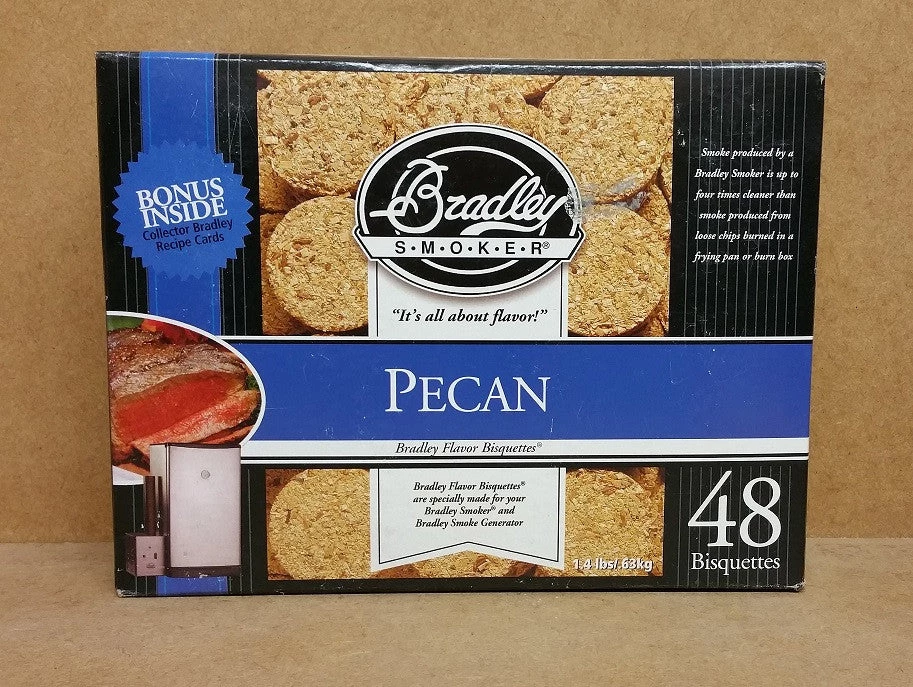 BONUS
INSIDE
Collector Bradley
Recipe Cards
Bradley
S•M•O•K•E•R®
"It's all about flavor!"
Smoke produced by a
Bradley Smoker is up to
four times cleaner than
smoke produced from
loose chips burned in a
frying pan or burn box
PECAN
Bradley Flavor Bisquettes®
Bradley Flavor Bisquettes®
are specially made for your
Bradley Smoker® and
Bradley Smoke Generator
1.4 lbs/.63kg
48
Bisquettes